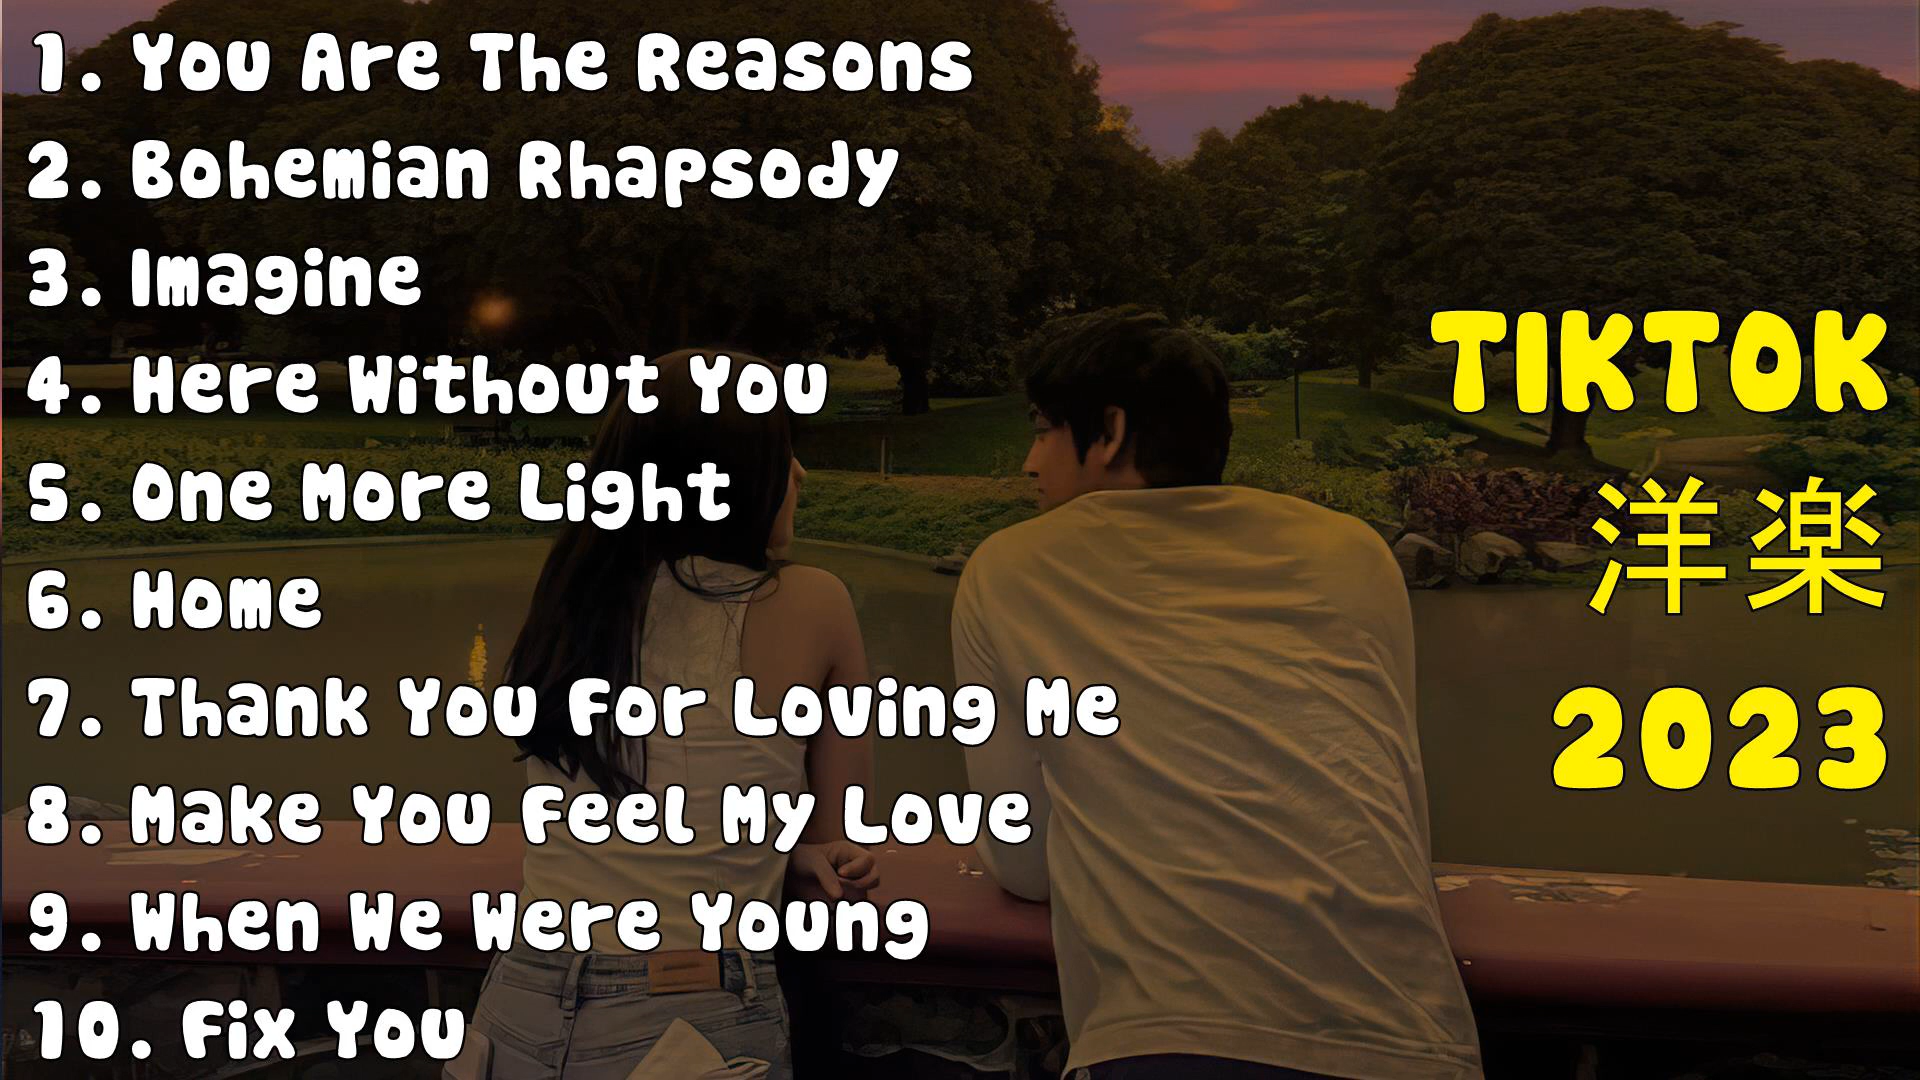 1. You Are The Reasons
2. Bohemian Rhapsody
3. Imagine
4. Here Without You
5. One More Light
6. Home
7. Thank You For Loving Me
8. Make You Feel My Love
9. When We Were Young
10. Fix You
TIKTOK
洋楽
2023